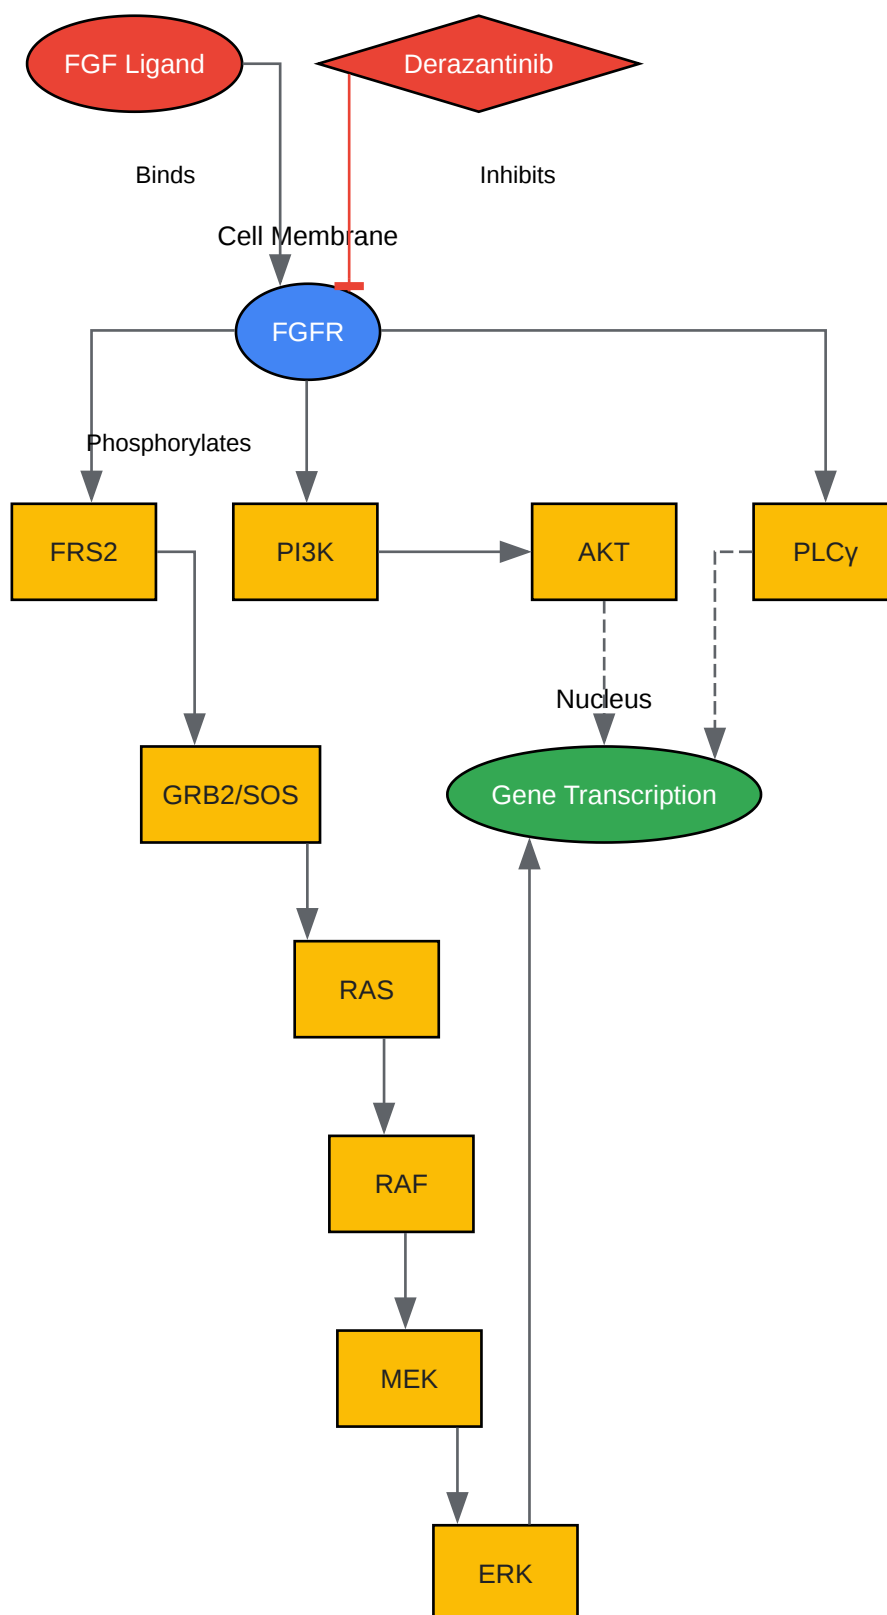 FGF Ligand
Derazantinib
Binds
Inhibits
Cell Membrane
FGFR
Phosphorylates
FRS2
PI3K
AKT
PLCγ
Nucleus
GRB2/SOS
Gene Transcription
RAS
RAF
MEK
ERK